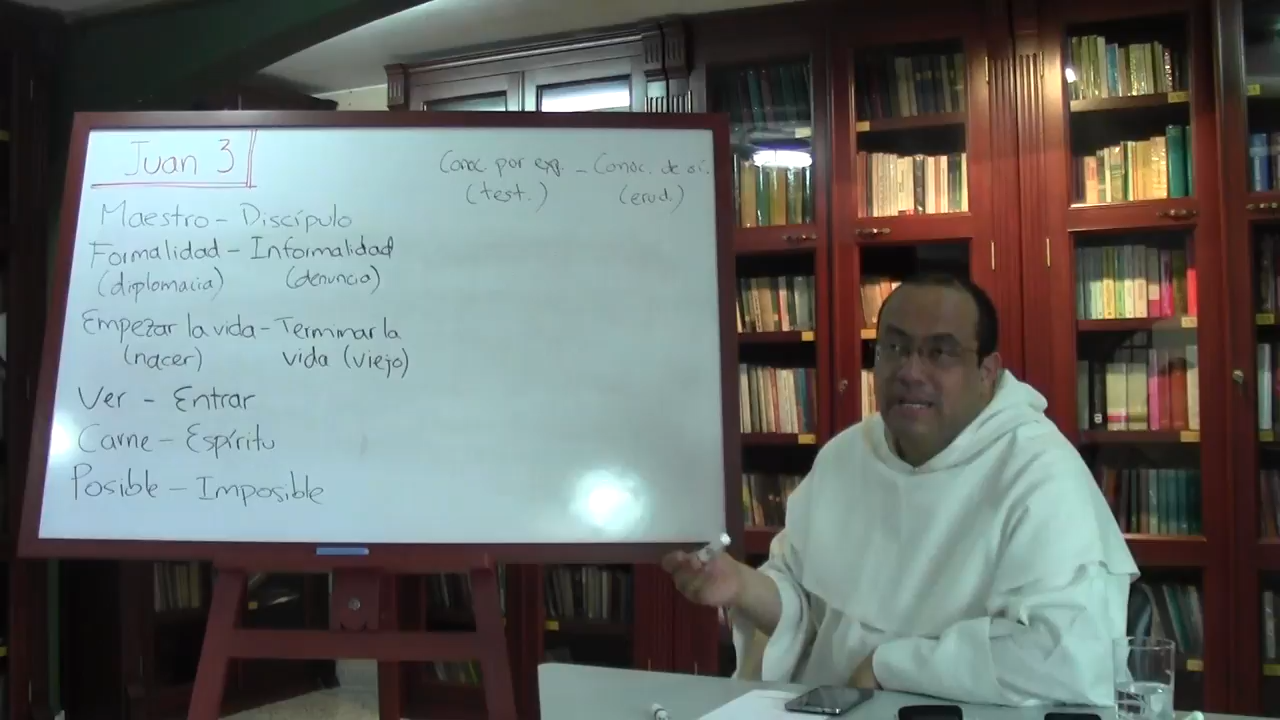 Juan 3
Maestro - Discípulo
Formalidad - Informalidad
(diplomacia) (denuncia)
Empezar la vida - Terminar la
(nacer) vida (viejo)
Ver - Entrar
Carne - Espíritu
Posible - Imposible
Conoc. por exp. - Conoc. de oí.
(test.) (erud.)